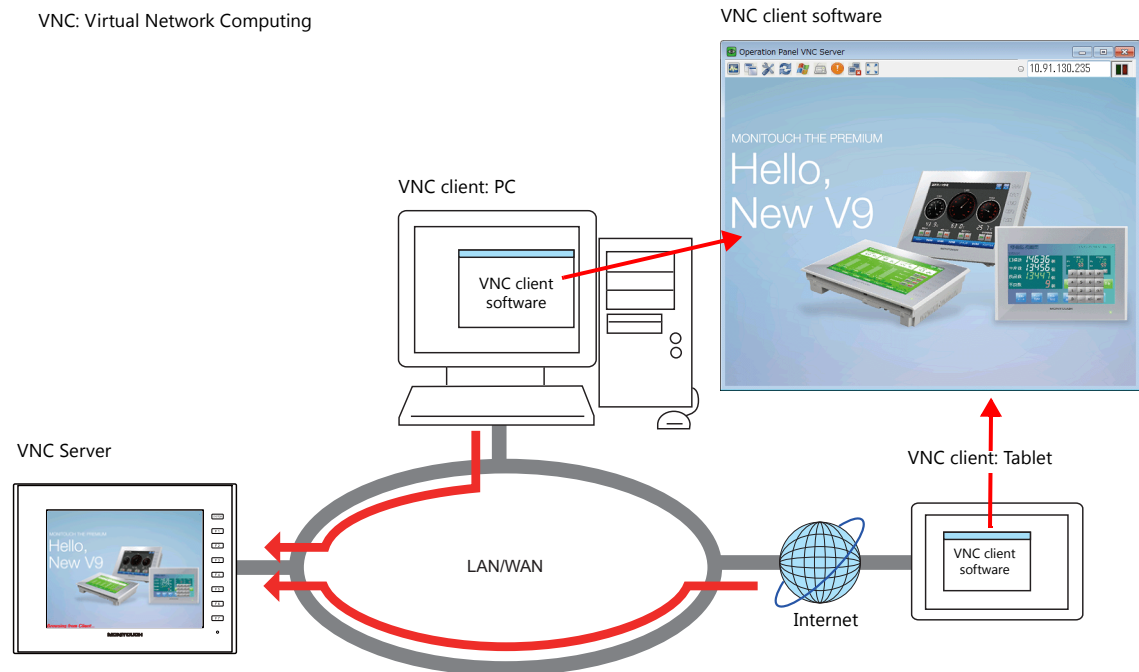 VNC: Virtual Network Computing
VNC client software
Operation Panel VNC Server
10.91.130.235
MONITOUCH THE PREMIUM
Hello,
New V9
VNC client: PC
VNC client
software
VNC Server
MONITOUCH THE PREMIUM
Hello,
New V9
MONITOUCH
LAN/WAN
Internet
VNC client: Tablet
VNC client
software